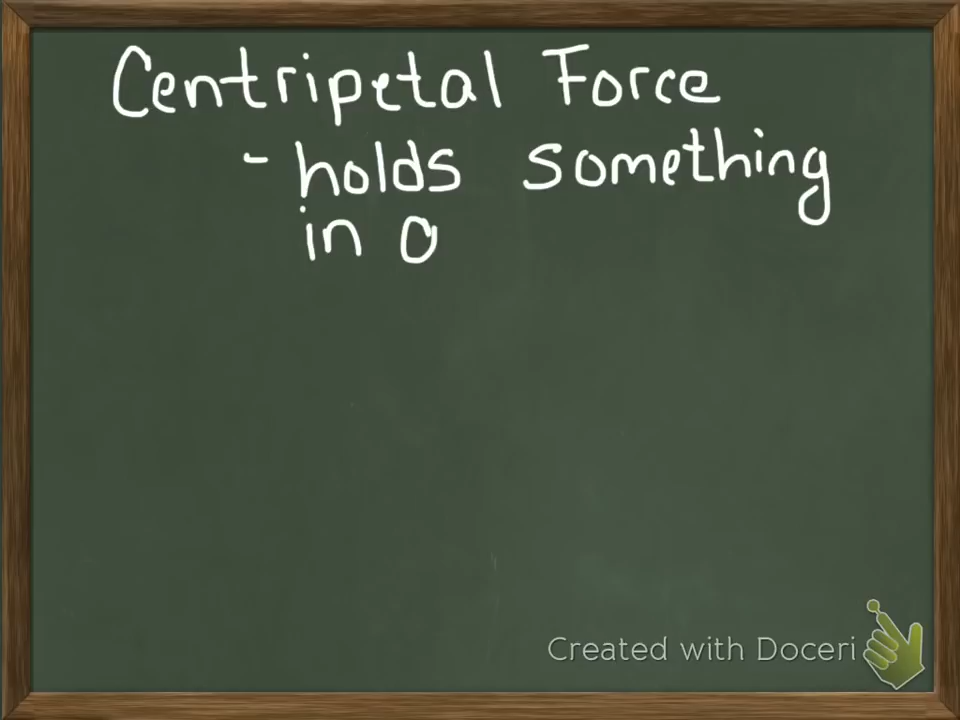 Centripetal Force
- holds something
in o
Created with Doceri